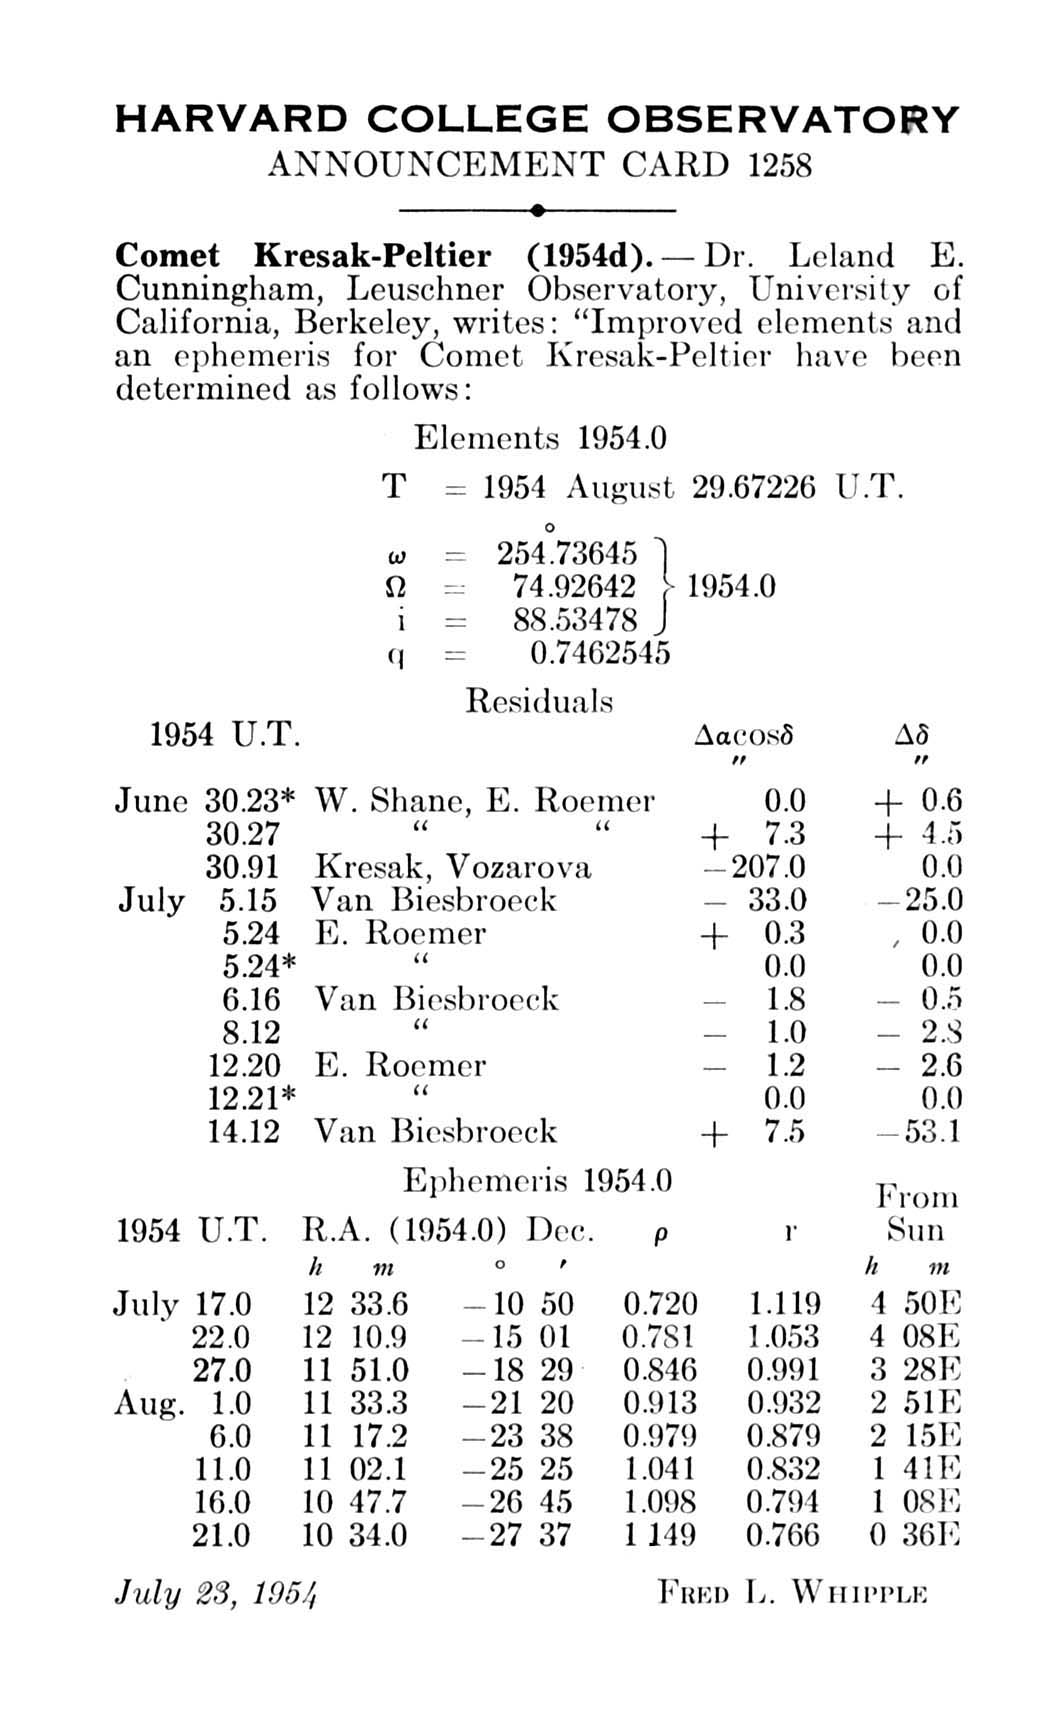 HARVARD COLLEGE OBSERVATORY
ANNOUNCEMENT CARD 1258
Comet Kresak-Peltier (1954d). — Dr. Leland E.
Cunningham, Leuschner Observatory, University of
California, Berkeley, writes: “Improved elements and
an ephemeris for Comet Kresak-Peltier have been
determined as follows:
Elements 1954.0
T = 1954 August 29.67226 U.T.
°
ω = 254.73645
Ω = 74.92642 } 1954.0
i = 88.53478
q = 0.7462545
Residuals
1954 U.T. Δαcosδ Δδ
″ ″
June 30.23* W. Shane, E. Roemer 0.0 + 0.6
30.27 “ “ + 7.3 + 4.5
30.91 Kresak, Vozarova −207.0 0.0
July 5.15 Van Biesbroeck − 33.0 −25.0
5.24 E. Roemer + 0.3 0.0
5.24* “ 0.0 0.0
6.16 Van Biesbroeck − 1.8 − 0.5
8.12 “ − 1.0 − 2.8
12.20 E. Roemer − 1.2 − 2.6
12.21* “ 0.0 0.0
14.12 Van Biesbroeck + 7.5 −53.1
Ephemeris 1954.0
From
1954 U.T. R.A. (1954.0) Dec. ρ r Sun
h m ° ′ h m
July 17.0 12 33.6 −10 50 0.720 1.119 4 50E
22.0 12 10.9 −15 01 0.781 1.053 4 08E
27.0 11 51.0 −18 29 0.846 0.991 3 28E
Aug. 1.0 11 33.3 −21 20 0.913 0.932 2 51E
6.0 11 17.2 −23 38 0.979 0.879 2 15E
11.0 11 02.1 −25 25 1.041 0.832 1 41E
16.0 10 47.7 −26 45 1.098 0.794 1 08E
21.0 10 34.0 −27 37 1 149 0.766 0 36E
July 23, 1954 FRED L. WHIPPLE